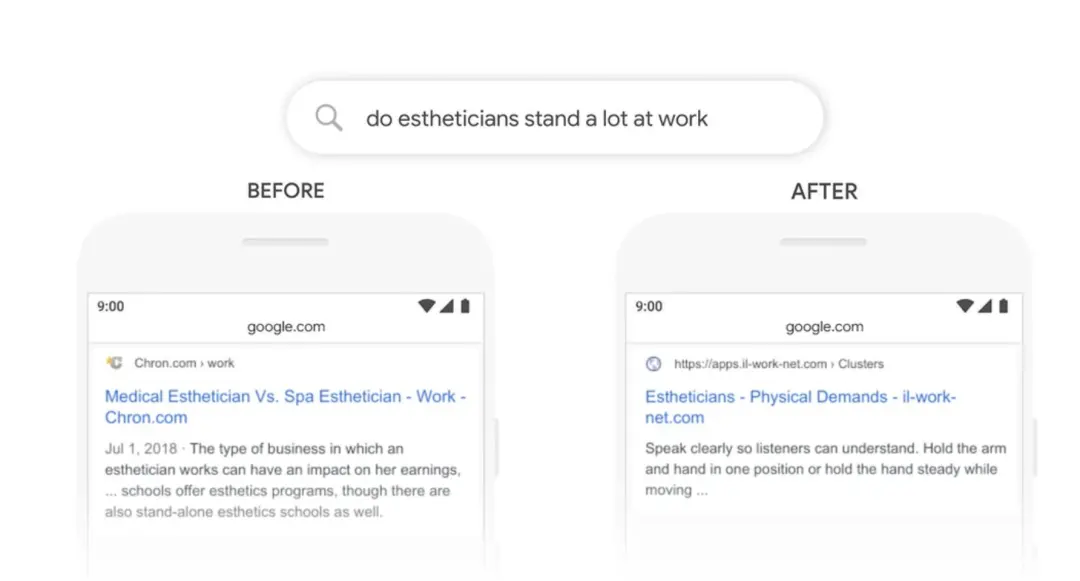 do estheticians stand a lot at work
BEFORE
9:00
google.com
Chron.com › work
Medical Esthetician Vs. Spa Esthetician - Work -
Chron.com
Jul 1, 2018 · The type of business in which an
esthetician works can have an impact on her earnings,
... schools offer esthetics programs, though there are
also stand-alone esthetics schools as well.
AFTER
9:00
google.com
https://apps.il-work-net.com › Clusters
Estheticians - Physical Demands - il-work-
net.com
Speak clearly so listeners can understand. Hold the arm
and hand in one position or hold the hand steady while
moving ...